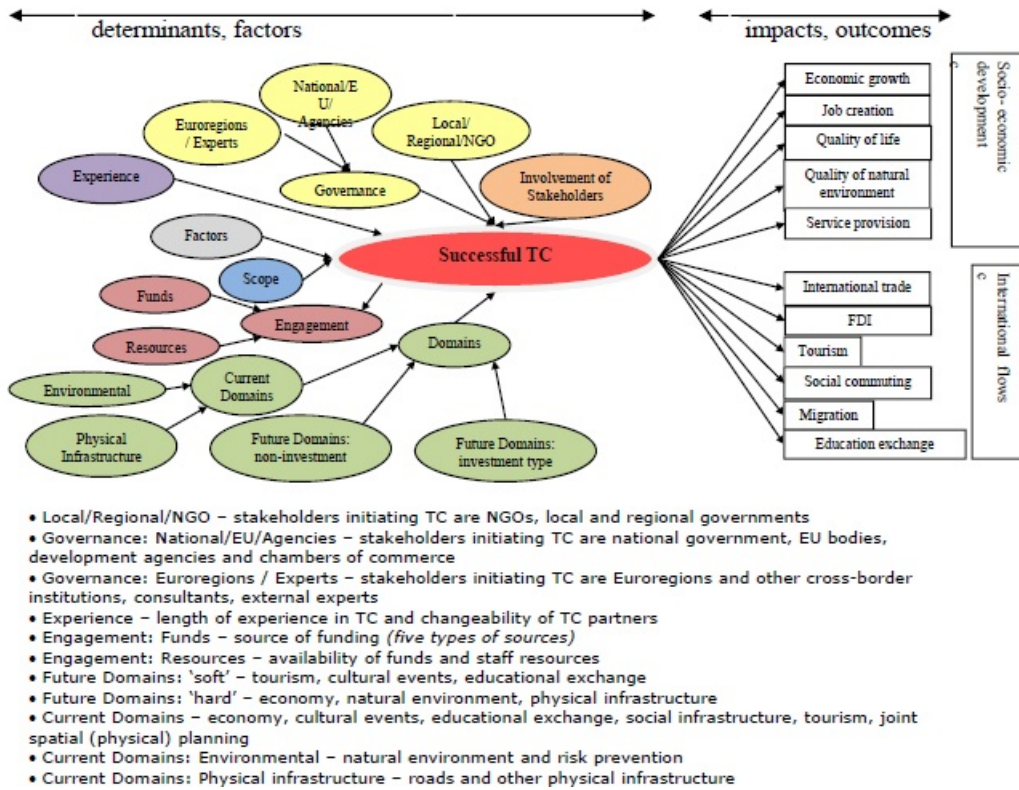 determinants, factors
impacts, outcomes
National/E
U/
Agencies
Euroregions
/ Experts
Local/
Regional/NGO
Experience
Governance
Involvement of
Stakeholders
Factors
Successful TC
Scope
Funds
Engagement
Resources
Domains
Environmental
Current
Domains
Physical
Infrastructure
Future Domains:
non-investment
Future Domains:
investment type
Economic growth
Job creation
Quality of life
Quality of natural
environment
Service provision
Socio- economi
c
development
International trade
FDI
Tourism
Social commuting
Migration
Education exchange
International flows
c
• Local/Regional/NGO – stakeholders initiating TC are NGOs, local and regional governments
• Governance: National/EU/Agencies – stakeholders initiating TC are national government, EU bodies,
development agencies and chambers of commerce
• Governance: Euroregions / Experts – stakeholders initiating TC are Euroregions and other cross-border
institutions, consultants, external experts
• Experience – length of experience in TC and changeability of TC partners
• Engagement: Funds – source of funding (five types of sources)
• Engagement: Resources – availability of funds and staff resources
• Future Domains: ‘soft’ – tourism, cultural events, educational exchange
• Future Domains: ‘hard’ – economy, natural environment, physical infrastructure
• Current Domains – economy, cultural events, educational exchange, social infrastructure, tourism, joint
spatial (physical) planning
• Current Domains: Environmental – natural environment and risk prevention
• Current Domains: Physical infrastructure – roads and other physical infrastructure